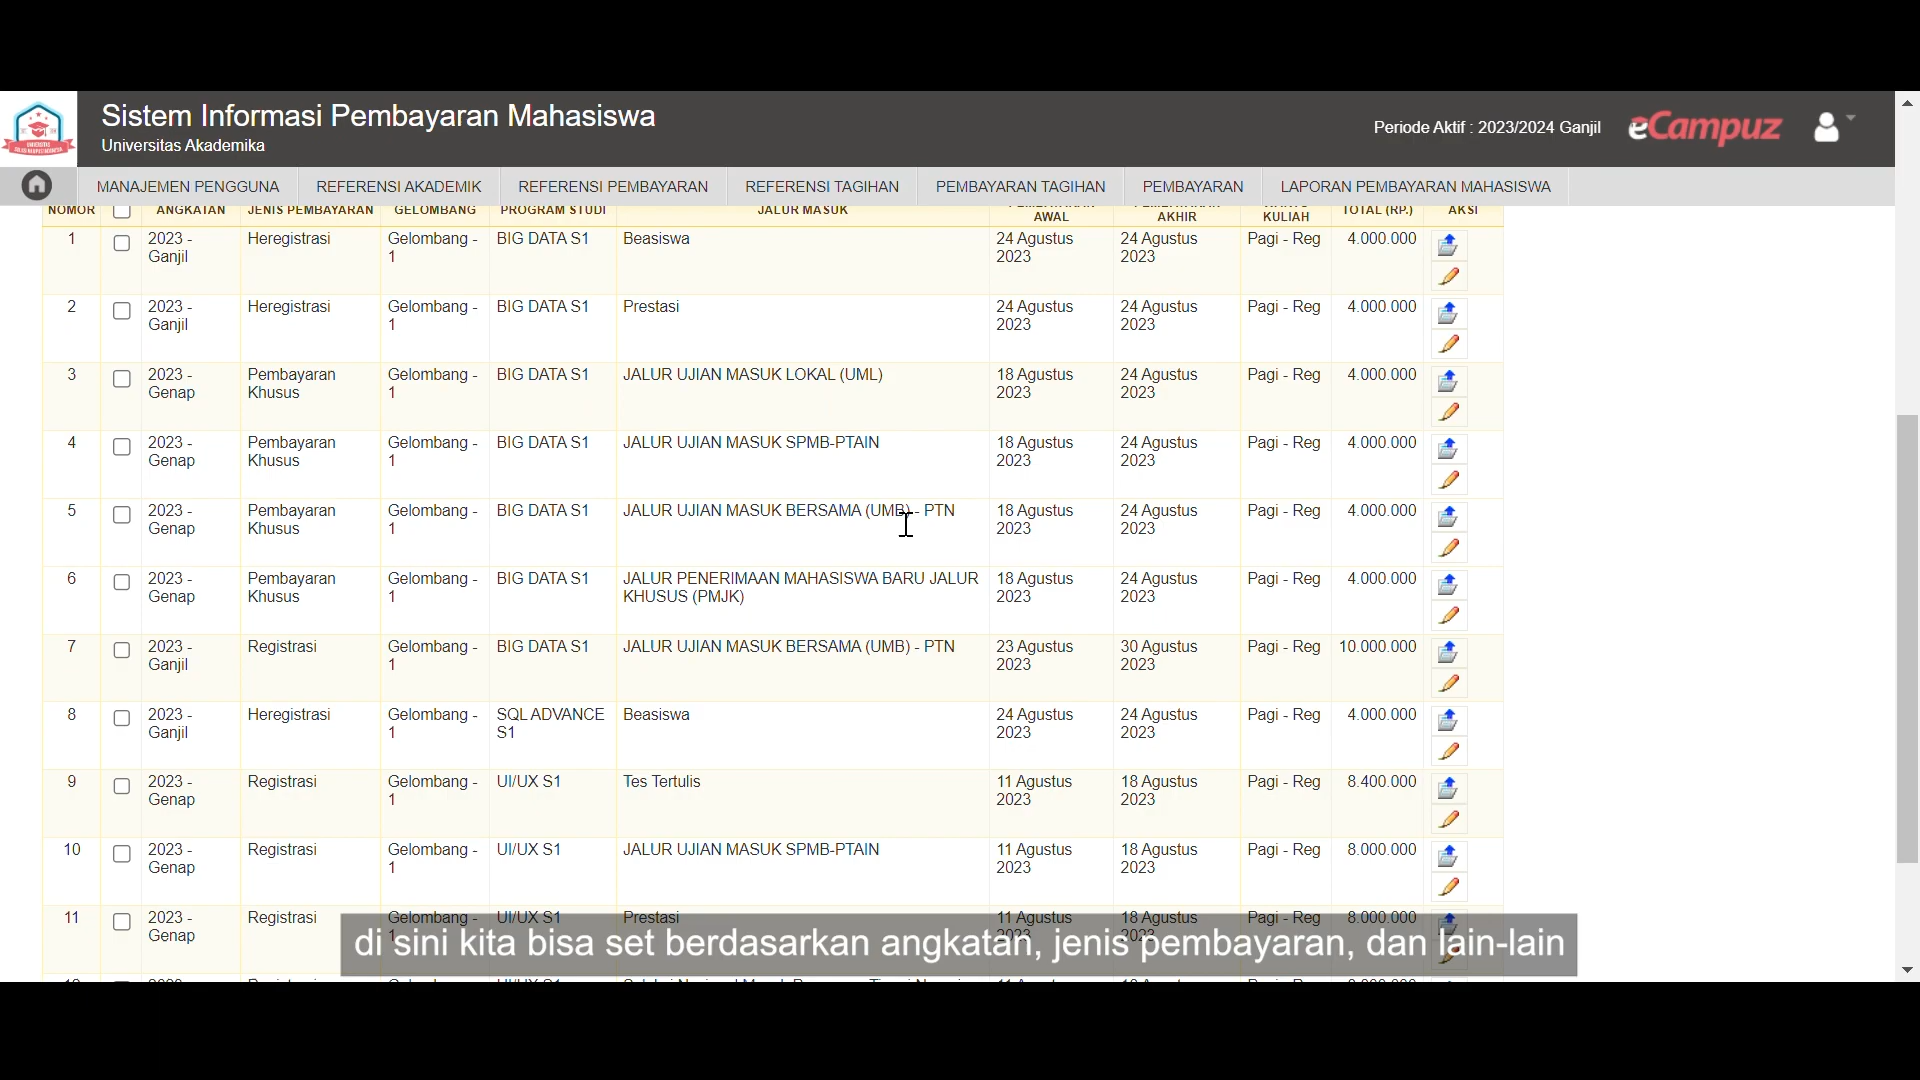 Sistem Informasi Pembayaran Mahasiswa
Universitas Akademika
Periode Aktif : 2023/2024 Ganjil
eCampuz
MANAJEMEN PENGGUNA REFERENSI AKADEMIK REFERENSI PEMBAYARAN REFERENSI TAGIHAN PEMBAYARAN TAGIHAN PEMBAYARAN LAPORAN PEMBAYARAN MAHASISWA
NOMOR ANGKATAN JENIS PEMBAYARAN GELOMBANG PROGRAM STUDI JALUR MASUK AWAL AKHIR KULIAH TOTAL (RP.) AKSI
1 2023 - Heregistrasi Gelombang - BIG DATA S1 Beasiswa 24 Agustus 24 Agustus Pagi - Reg 4.000.000
Ganjil 1 2023 2023
2 2023 - Heregistrasi Gelombang - BIG DATA S1 Prestasi 24 Agustus 24 Agustus Pagi - Reg 4.000.000
Ganjil 1 2023 2023
3 2023 - Pembayaran Gelombang - BIG DATA S1 JALUR UJIAN MASUK LOKAL (UML) 18 Agustus 24 Agustus Pagi - Reg 4.000.000
Genap Khusus 1 2023 2023
4 2023 - Pembayaran Gelombang - BIG DATA S1 JALUR UJIAN MASUK SPMB-PTAIN 18 Agustus 24 Agustus Pagi - Reg 4.000.000
Genap Khusus 1 2023 2023
5 2023 - Pembayaran Gelombang - BIG DATA S1 JALUR UJIAN MASUK BERSAMA (UMB) - PTN 18 Agustus 24 Agustus Pagi - Reg 4.000.000
Genap Khusus 1 2023 2023
6 2023 - Pembayaran Gelombang - BIG DATA S1 JALUR PENERIMAAN MAHASISWA BARU JALUR 18 Agustus 24 Agustus Pagi - Reg 4.000.000
Genap Khusus 1 KHUSUS (PMJK) 2023 2023
7 2023 - Registrasi Gelombang - BIG DATA S1 JALUR UJIAN MASUK BERSAMA (UMB) - PTN 23 Agustus 30 Agustus Pagi - Reg 10.000.000
Ganjil 1 2023 2023
8 2023 - Heregistrasi Gelombang - SQL ADVANCE Beasiswa 24 Agustus 24 Agustus Pagi - Reg 4.000.000
Ganjil 1 S1 2023 2023
9 2023 - Registrasi Gelombang - UI/UX S1 Tes Tertulis 11 Agustus 18 Agustus Pagi - Reg 8.400.000
Genap 1 2023 2023
10 2023 - Registrasi Gelombang - UI/UX S1 JALUR UJIAN MASUK SPMB-PTAIN 11 Agustus 18 Agustus Pagi - Reg 8.000.000
Genap 1 2023 2023
11 2023 - Registrasi Gelombang - UI/UX S1 Prestasi 11 Agustus 18 Agustus Pagi - Reg 8.000.000
Genap 1 2023 2023
di sini kita bisa set berdasarkan angkatan, jenis pembayaran, dan lain-lain